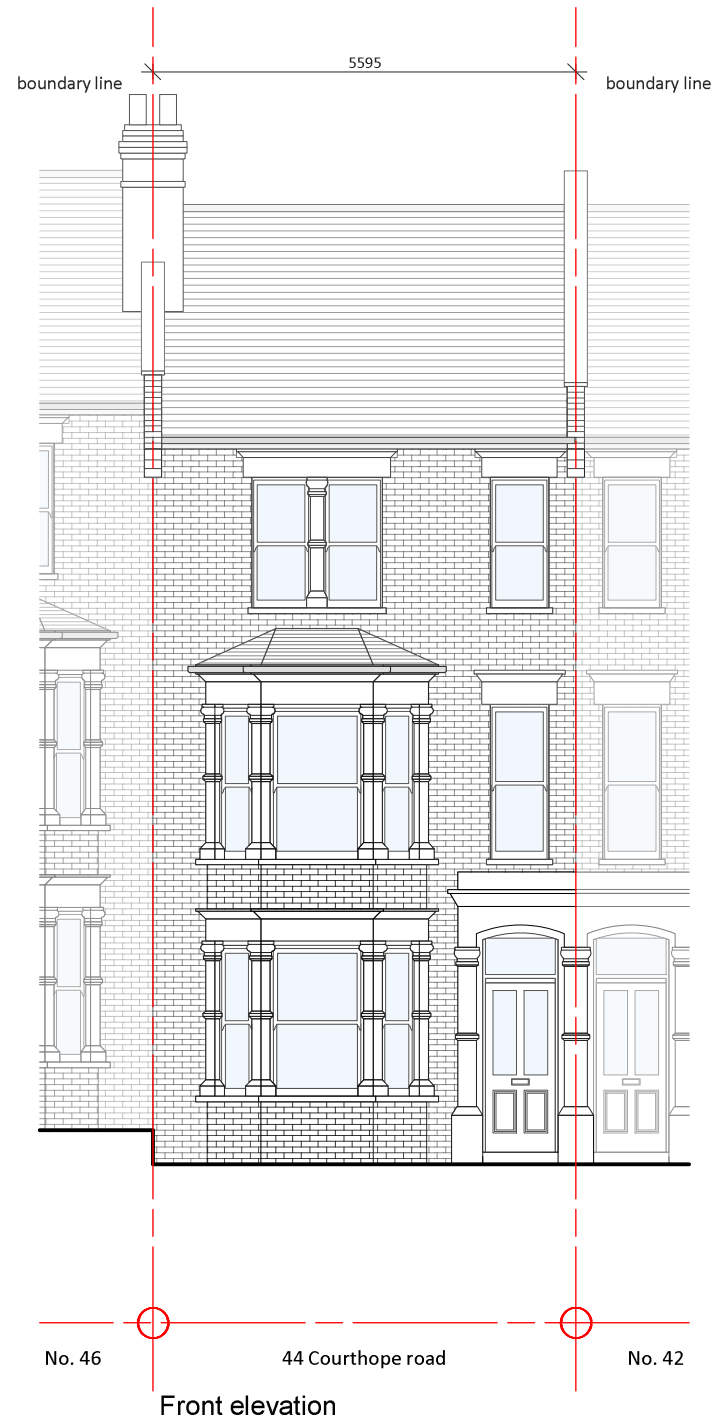 5595
boundary line
boundary line
No. 46
44 Courthope road
No. 42
Front elevation